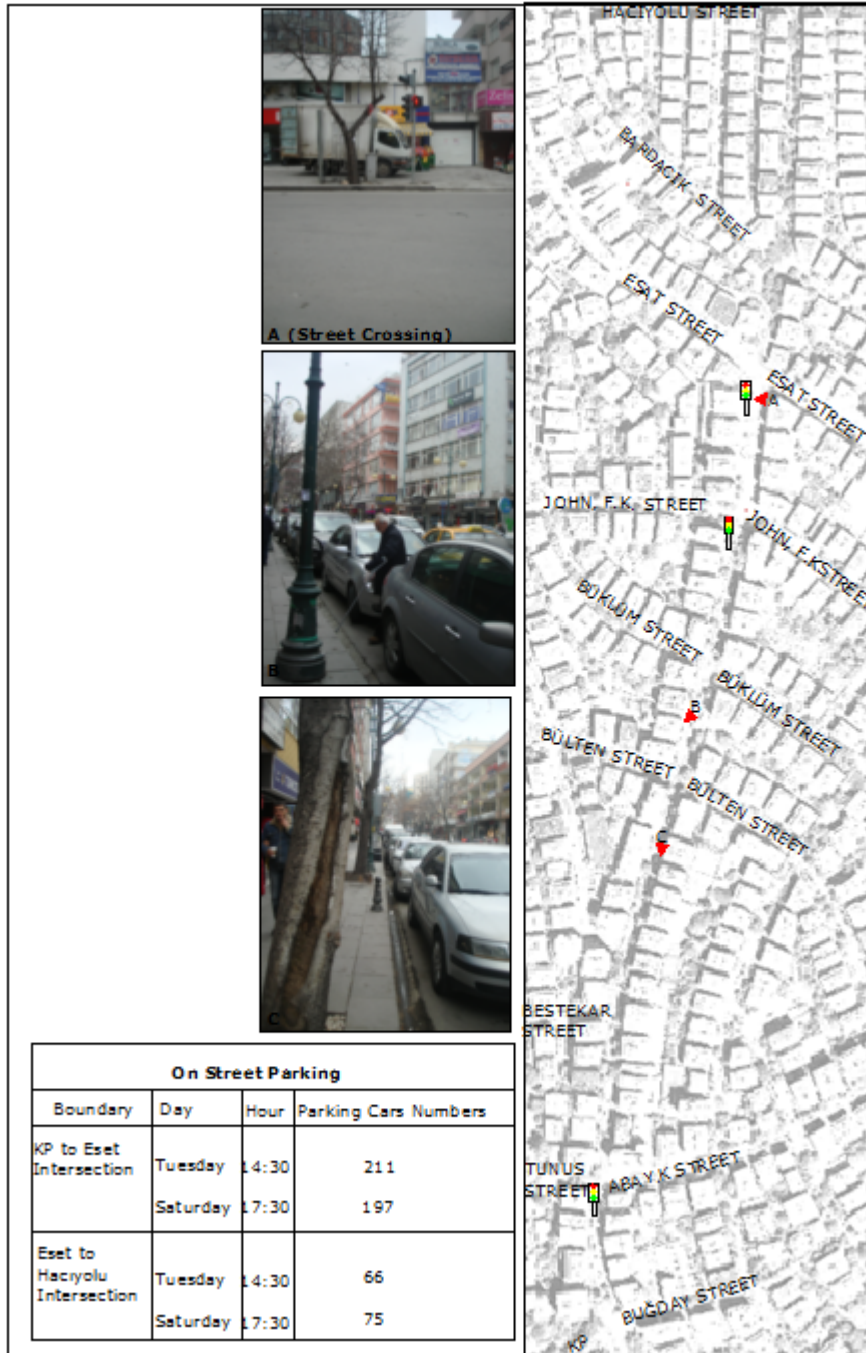 A (Street Crossing)
B
C
On Street Parking
Boundary Day Hour Parking Cars Numbers
KP to Eset
Intersection
Tuesday 14:30 211
Saturday 17:30 197
Eset to
Hacıyolu
Intersection
Tuesday 14:30 66
Saturday 17:30 75
HACIYOLU STREET
BARDACIK STREET
ESAT STREET
ESAT STREET
A
JOHN. F.K. STREET
JOHN. F.K STREET
BÜKLÜM STREET
BÜKLÜM STREET
B
BÜLTEN STREET
BÜLTEN STREET
C
BESTEKAR
STREET
TUNUS
STREET
ABAY.K STREET
BUĞDAY STREET
KP